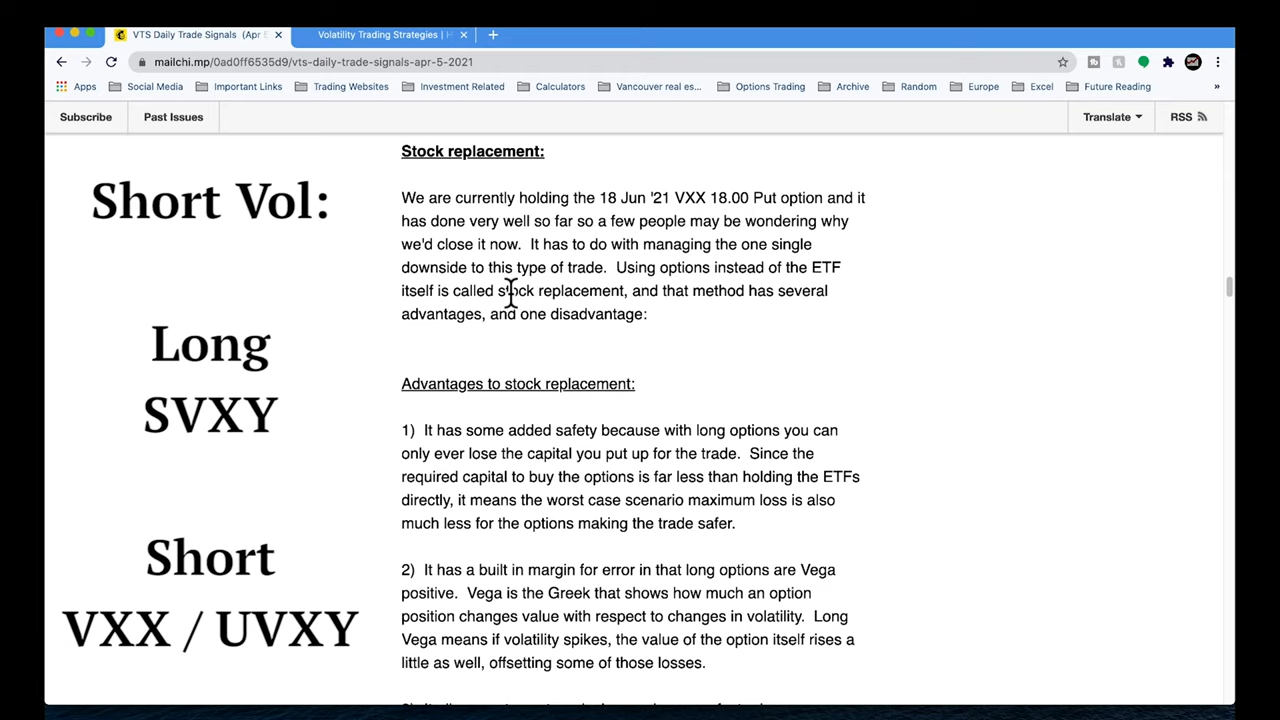 VTS Daily Trade Signals (Apr 5
Volatility Trading Strategies |
mailchi.mp/0ad0ff6535d9/vts-daily-trade-signals-apr-5-2021
Apps Social Media Important Links Trading Websites Investment Related Calculators Vancouver real es... Options Trading Archive Random Europe Excel Future Reading »
Subscribe Past Issues Translate RSS
Short Vol:
Long
SVXY
Short
VXX / UVXY
Stock replacement:
We are currently holding the 18 Jun '21 VXX 18.00 Put option and it
has done very well so far so a few people may be wondering why
we'd close it now. It has to do with managing the one single
downside to this type of trade. Using options instead of the ETF
itself is called stock replacement, and that method has several
advantages, and one disadvantage:
Advantages to stock replacement:
1) It has some added safety because with long options you can
only ever lose the capital you put up for the trade. Since the
required capital to buy the options is far less than holding the ETFs
directly, it means the worst case scenario maximum loss is also
much less for the options making the trade safer.
2) It has a built in margin for error in that long options are Vega
positive. Vega is the Greek that shows how much an option
position changes value with respect to changes in volatility. Long
Vega means if volatility spikes, the value of the option itself rises a
little as well, offsetting some of those losses.